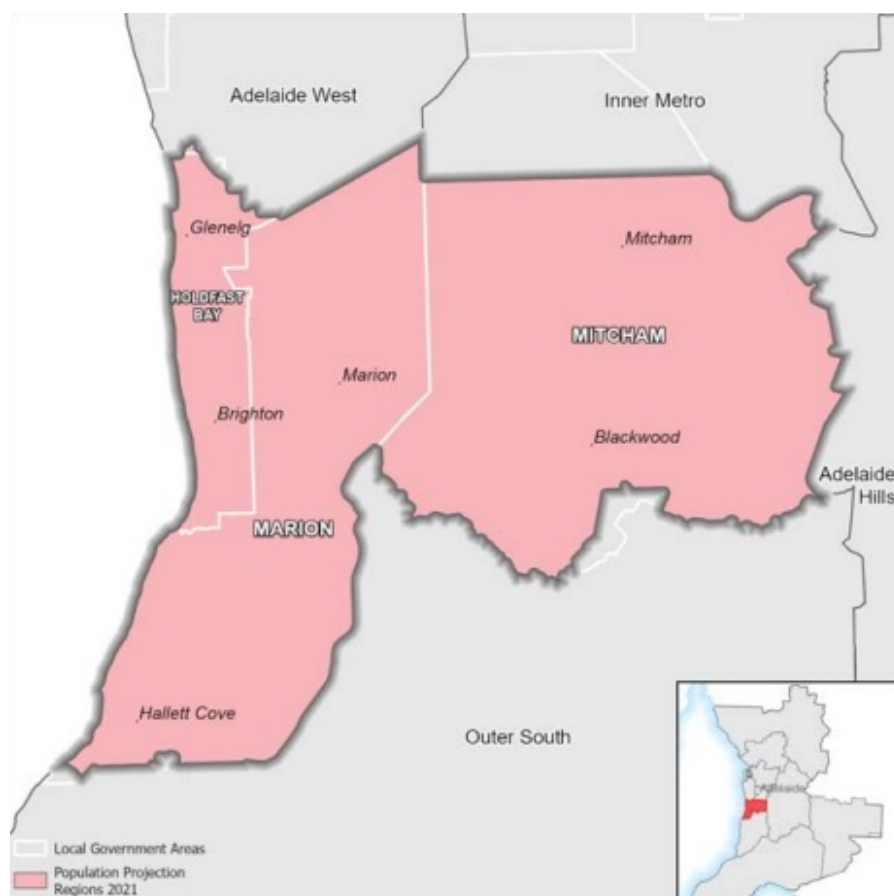 Adelaide West
Inner Metro
Glenelg
Mitcham
HOLDFAST
BAY
MITCHAM
Marion
Brighton
Blackwood
Adelaide
Hills
MARION
Hallett Cove
Outer South
Adelaide
Local Government Areas
Population Projection
Regions 2021